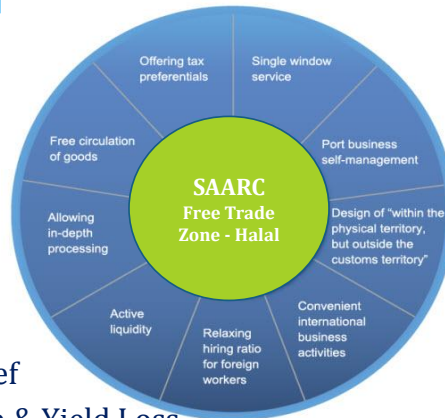 Offering tax
preferentials
Single window
service
Port business
self-management
Design of "within the
physical territory,
but outside the
customs territory"
Convenient
international
business
activities
Relaxing
hiring ratio
for foreign
workers
Active
liquidity
Allowing
in-depth
processing
Free circulation
of goods
SAARC
Free Trade
Zone - Halal
ef
& Yield Loss